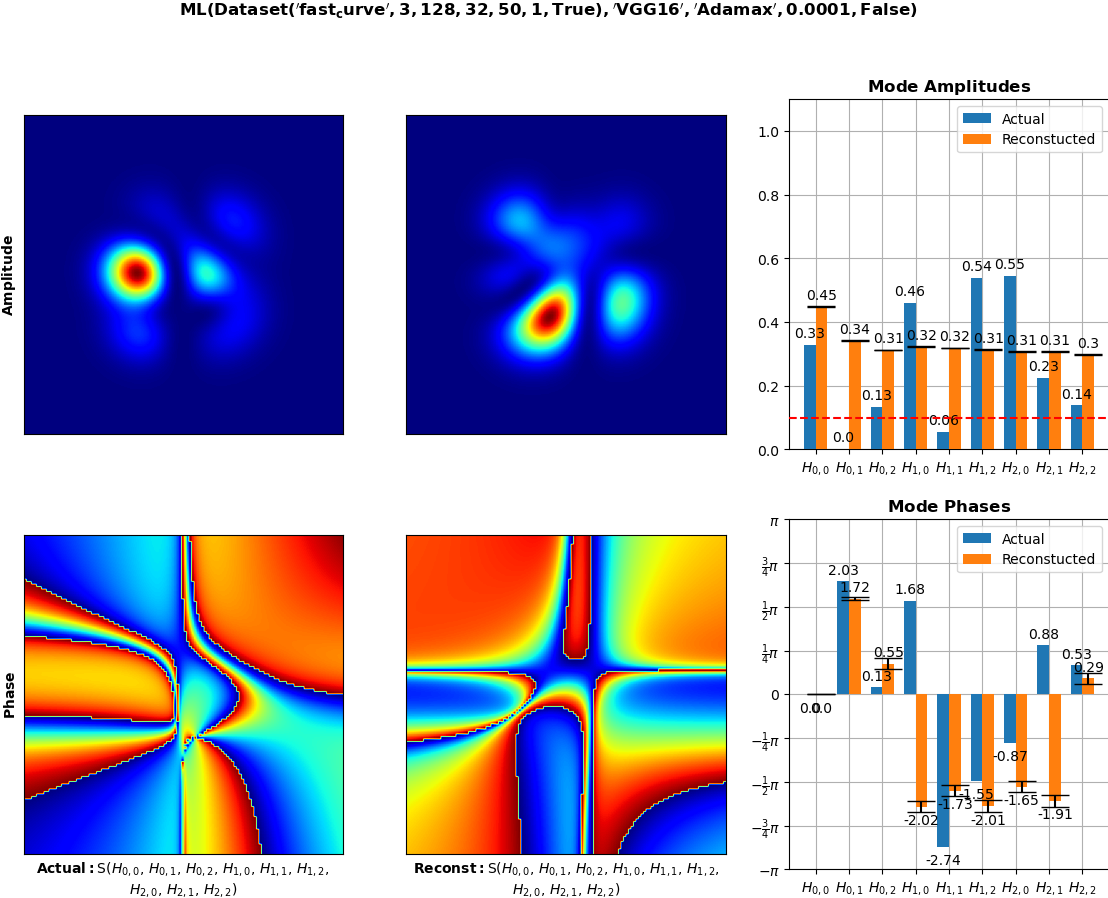 ML(Dataset('fast_curve', 3, 128, 32, 50, 1, True), 'VGG16', 'Adamax', 0.0001, False)
Amplitude
Mode Amplitudes
Actual
Reconstucted
1.0
0.8
0.6
0.4
0.2
0.0
0.33 0.45 0.0 0.34 0.13 0.31 0.46 0.32 0.06 0.32 0.54 0.31 0.55 0.31 0.23 0.31 0.14 0.3
H0,0 H0,1 H0,2 H1,0 H1,1 H1,2 H2,0 H2,1 H2,2
Phase
Actual: S(H0,0, H0,1, H0,2, H1,0, H1,1, H1,2,
H2,0, H2,1, H2,2)
Reconst: S(H0,0, H0,1, H0,2, H1,0, H1,1, H1,2,
H2,0, H2,1, H2,2)
Mode Phases
Actual
Reconstucted
π
3/4π
1/2π
1/4π
0
−1/4π
−1/2π
−3/4π
−π
0.0 0.0 2.03 1.72 0.13 0.55 1.68 -2.02 -2.74 -1.73 -1.55 -2.01 -0.87 -1.65 0.88 -1.91 0.53 0.29
H0,0 H0,1 H0,2 H1,0 H1,1 H1,2 H2,0 H2,1 H2,2